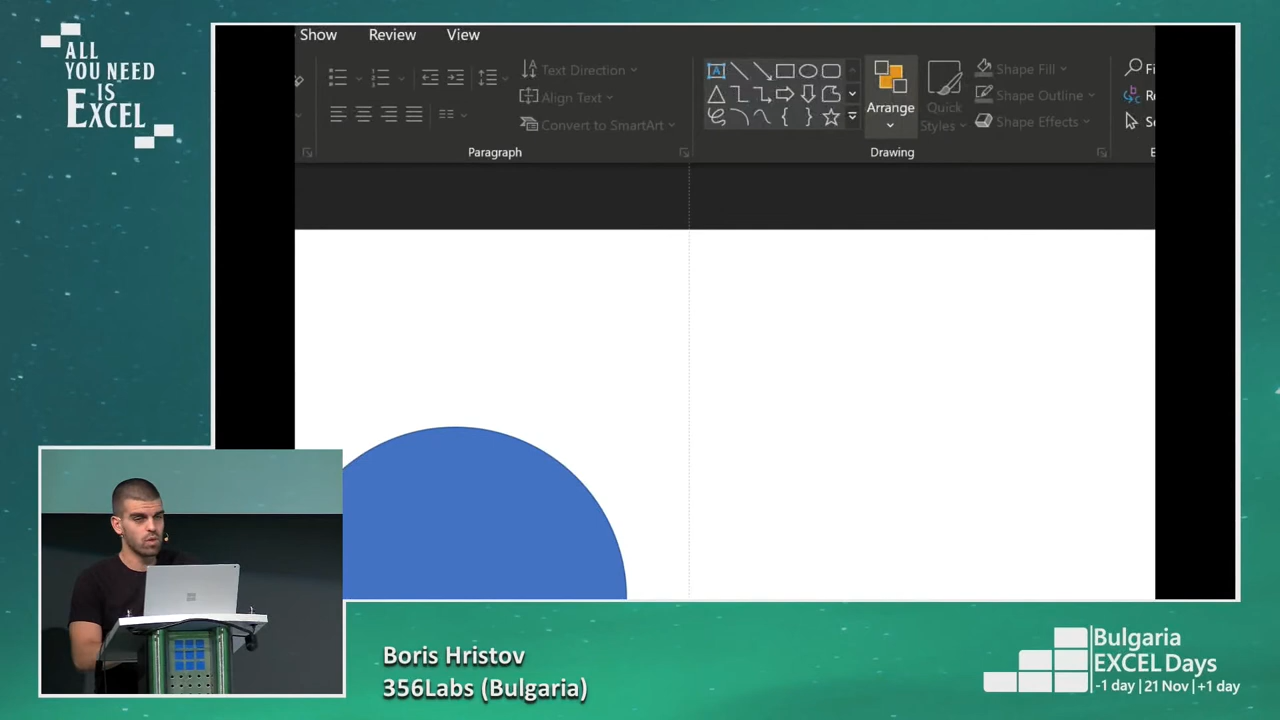 ALL
YOU NEED
IS
EXCEL
Show Review View
Text Direction
Align Text
Convert to SmartArt
Paragraph
A
Arrange
Quick
Styles
Shape Fill
Shape Outline
Shape Effects
Drawing
Boris Hristov
356Labs (Bulgaria)
Bulgaria
EXCEL Days
-1 day | 21 Nov | +1 day